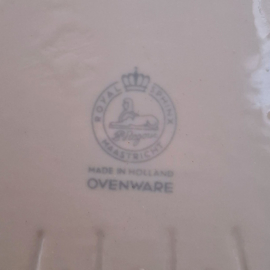 ROYAL SPHINX
MAASTRICHT
MADE IN HOLLAND
OVENWARE